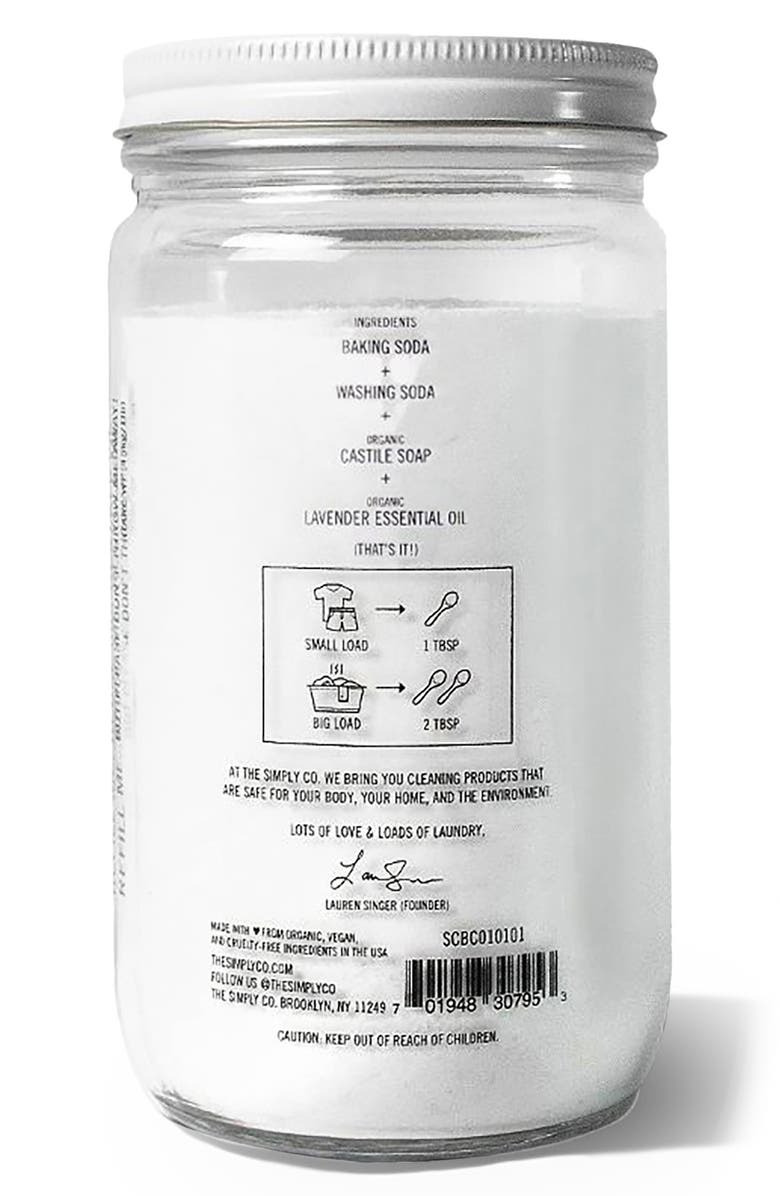 INGREDIENTS
BAKING SODA
+
WASHING SODA
+
ORGANIC
CASTILE SOAP
+
ORGANIC
LAVENDER ESSENTIAL OIL
(THAT'S IT!)
SMALL LOAD
1 TBSP
BIG LOAD
2 TBSP
AT THE SIMPLY CO. WE BRING YOU CLEANING PRODUCTS THAT
ARE SAFE FOR YOUR BODY, YOUR HOME, AND THE ENVIRONMENT.
LOTS OF LOVE & LOADS OF LAUNDRY,
LAUREN SINGER (FOUNDER)
MADE WITH ♥ FROM ORGANIC, VEGAN,
AND CRUELTY-FREE INGREDIENTS IN THE USA
THESIMPLYCO.COM
FOLLOW US @THESIMPLYCO
THE SIMPLY CO. BROOKLYN, NY 11249
SCBC010101
7 01948 30795 3
CAUTION: KEEP OUT OF REACH OF CHILDREN.
REFILL ME
DON'T